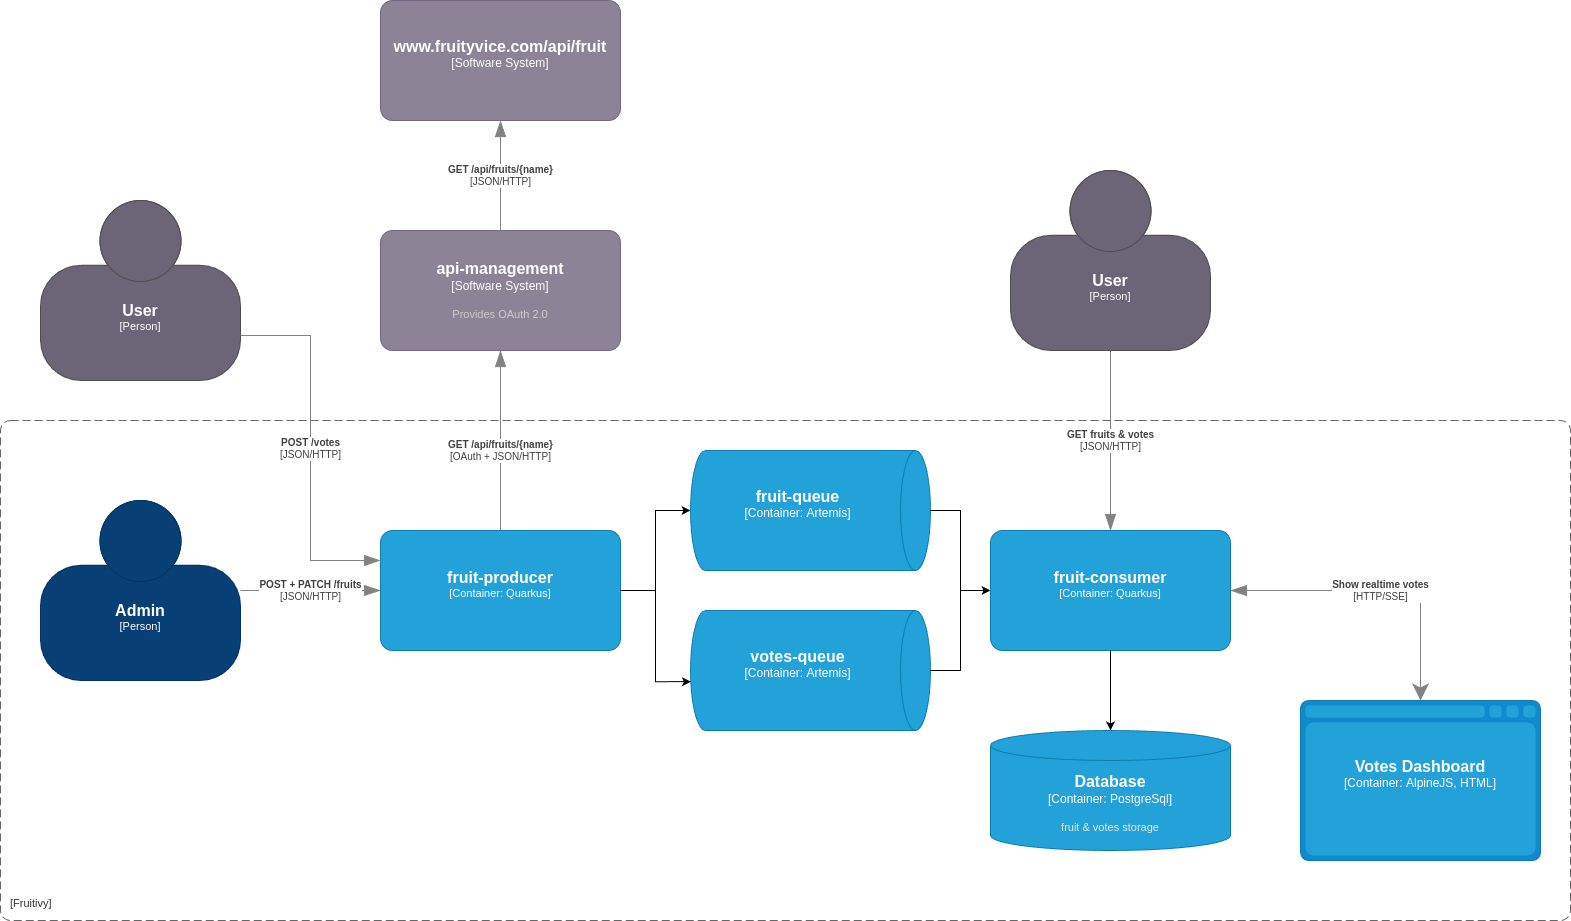 www.fruityvice.com/api/fruit
[Software System]
GET /api/fruits/{name}
[JSON/HTTP]
api-management
[Software System]
Provides OAuth 2.0
User
[Person]
User
[Person]
POST /votes
[JSON/HTTP]
GET /api/fruits/{name}
[OAuth + JSON/HTTP]
GET fruits & votes
[JSON/HTTP]
Admin
[Person]
POST + PATCH /fruits
[JSON/HTTP]
fruit-producer
[Container: Quarkus]
fruit-queue
[Container: Artemis]
votes-queue
[Container: Artemis]
fruit-consumer
[Container: Quarkus]
Show realtime votes
[HTTP/SSE]
Database
[Container: PostgreSql]
fruit & votes storage
Votes Dashboard
[Container: AlpineJS, HTML]
[Fruitivy]